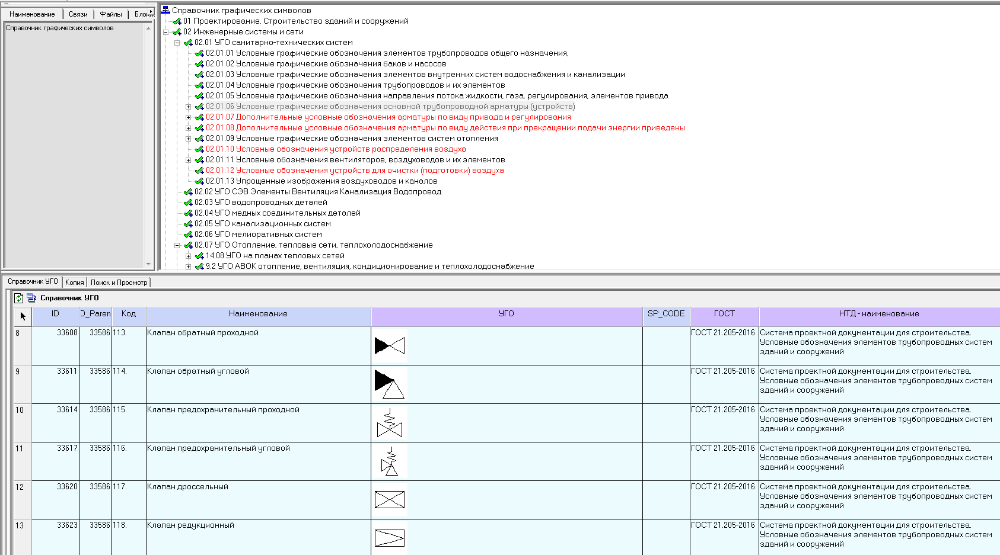 Наименование Связи Файлы
Справочник графических символов
Справочник графических символов
01 Проектирование. Строительство зданий и сооружений
02 Инженерные системы и сети
02.01 УГО санитарно-технических систем
02.01.01 Условные графические обозначения элементов трубопроводов общего назначения,
02.01.02 Условные графические обозначения баков и насосов
02.01.03 Условные графические обозначения элементов внутренних систем водоснабжения и канализации
02.01.04 Условные графические обозначения трубопроводов и их элементов
02.01.05 Условные графические обозначения направления потока жидкости, газа, регулирования, элементов привода
02.01.06 Условные графические обозначения основной трубопроводной арматуры (устройств)
02.01.07 Дополнительные условные обозначения арматуры по виду привода и регулирования
02.01.08 Дополнительные условные обозначения арматуры по виду действия при прекращении подачи энергии приведены
02.01.09 Условные графические обозначения элементов систем отопления
02.01.10 Условные обозначения устройств распределения воздуха
02.01.11 Условные обозначения вентиляторов, воздуховодов и их элементов
02.01.12 Условные обозначения устройств для очистки (подготовки) воздуха
02.01.13 Упрощенные изображения воздуховодов и каналов
02.02 УГО СЭВ Элементы Вентиляция Канализация Водопровод
02.03 УГО водопроводных деталей
02.04 УГО медных соединительных деталей
02.05 УГО канализационных систем
02.06 УГО мелиоративных систем
02.07 УГО Отопление, тепловые сети, теплохолодоснабжение
14.08 УГО на планах тепловых сетей
9.2 УГО АВОК отопление, вентиляция, кондиционирование и теплохолодоснабжение
Справочник УГО Копия Поиск и Просмотр
Справочник УГО
ID D_Paren Код Наименование УГО SP_CODE ГОСТ НТД - наименование
8 33608 33586 113. Клапан обратный проходной ГОСТ 21.205-2016 Система проектной документации для строительства.
Условные обозначения элементов трубопроводных систем
зданий и сооружений
9 33611 33586 114. Клапан обратный угловой ГОСТ 21.205-2016 Система проектной документации для строительства.
Условные обозначения элементов трубопроводных систем
зданий и сооружений
10 33614 33586 115. Клапан предохранительный проходной ГОСТ 21.205-2016 Система проектной документации для строительства.
Условные обозначения элементов трубопроводных систем
зданий и сооружений
11 33617 33586 116. Клапан предохранительный угловой ГОСТ 21.205-2016 Система проектной документации для строительства.
Условные обозначения элементов трубопроводных систем
зданий и сооружений
12 33620 33586 117. Клапан дроссельный ГОСТ 21.205-2016 Система проектной документации для строительства.
Условные обозначения элементов трубопроводных систем
зданий и сооружений
13 33623 33586 118. Клапан редукционный ГОСТ 21.205-2016 Система проектной документации для строительства.
Условные обозначения элементов трубопроводных систем
зданий и сооружений